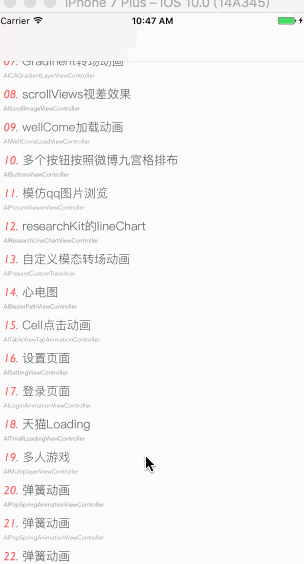 iPhone 7 Plus – iOS 10.0 (14A345)
Carrier 10:47 AM
07. Gradient转场动画
AICAGradientLayerViewController
08. scrollViews视差效果
AIScrollImageViewController
09. wellCome加载动画
AIWellComeLoadViewController
10. 多个按钮按照微博九宫格排布
AIButtonsViewController
11. 模仿qq图片浏览
AIPictureViewerViewController
12. researchKit的lineChart
AIResearchLineChartViewController
13. 自定义模态转场动画
AIPresentCustomTransition
14. 心电图
AIBezierPathViewController
15. Cell点击动画
AITableViewTapAnimationController
16. 设置页面
AISettingViewController
17. 登录页面
AILoginAnimationViewController
18. 天猫Loading
AITmallLoadingViewController
19. 多人游戏
AIMultiplayerViewController
20. 弹簧动画
AIPopSpringAnimationViewController
21. 弹簧动画
AIPopSpringAnimationViewController
22. 弹簧动画